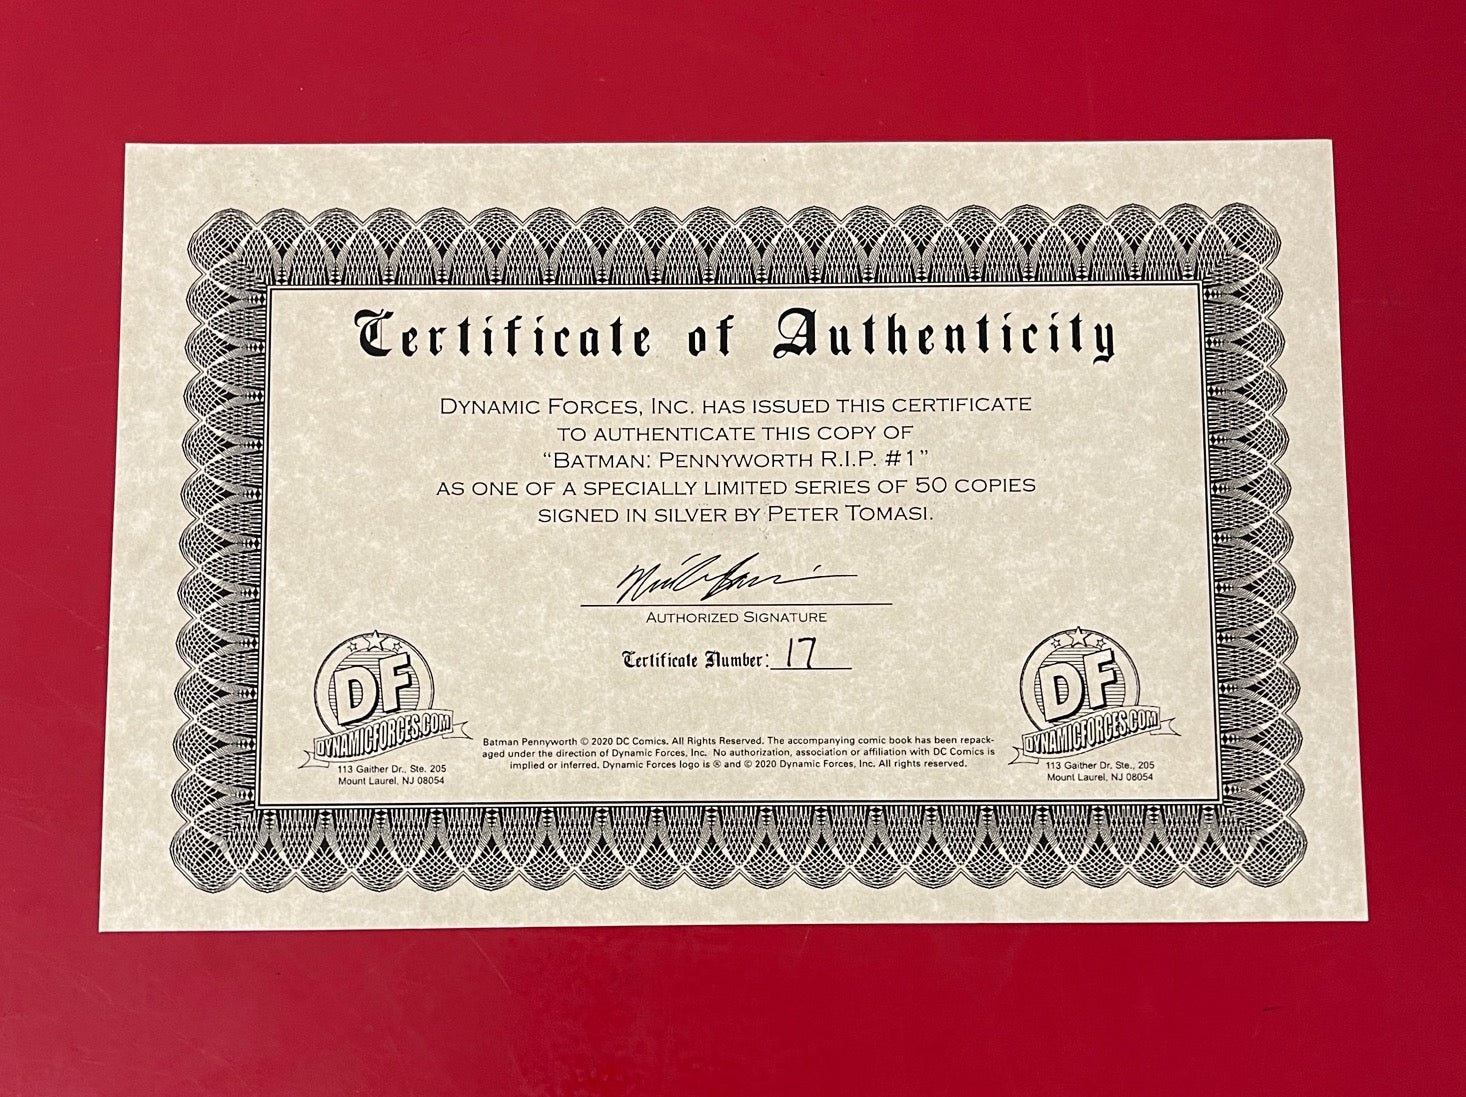 Certificate of Authenticity
DYNAMIC FORCES, INC. HAS ISSUED THIS CERTIFICATE
TO AUTHENTICATE THIS COPY OF
“BATMAN: PENNYWORTH R.I.P. #1”
AS ONE OF A SPECIALLY LIMITED SERIES OF 50 COPIES
SIGNED IN SILVER BY PETER TOMASI.
AUTHORIZED SIGNATURE
Certificate Number: 17
DF
DYNAMICFORCES.COM
113 Gaither Dr., Ste. 205
Mount Laurel, NJ 08054
Batman Pennyworth © 2020 DC Comics. All Rights Reserved. The accompanying comic book has been repack-
aged under the direction of Dynamic Forces, Inc. No authorization, association or affiliation with DC Comics is
implied or inferred. Dynamic Forces logo is ® and © 2020 Dynamic Forces, Inc. All rights reserved.
DF
DYNAMICFORCES.COM
113 Gaither Dr. Ste., 205
Mount Laurel, NJ 08054